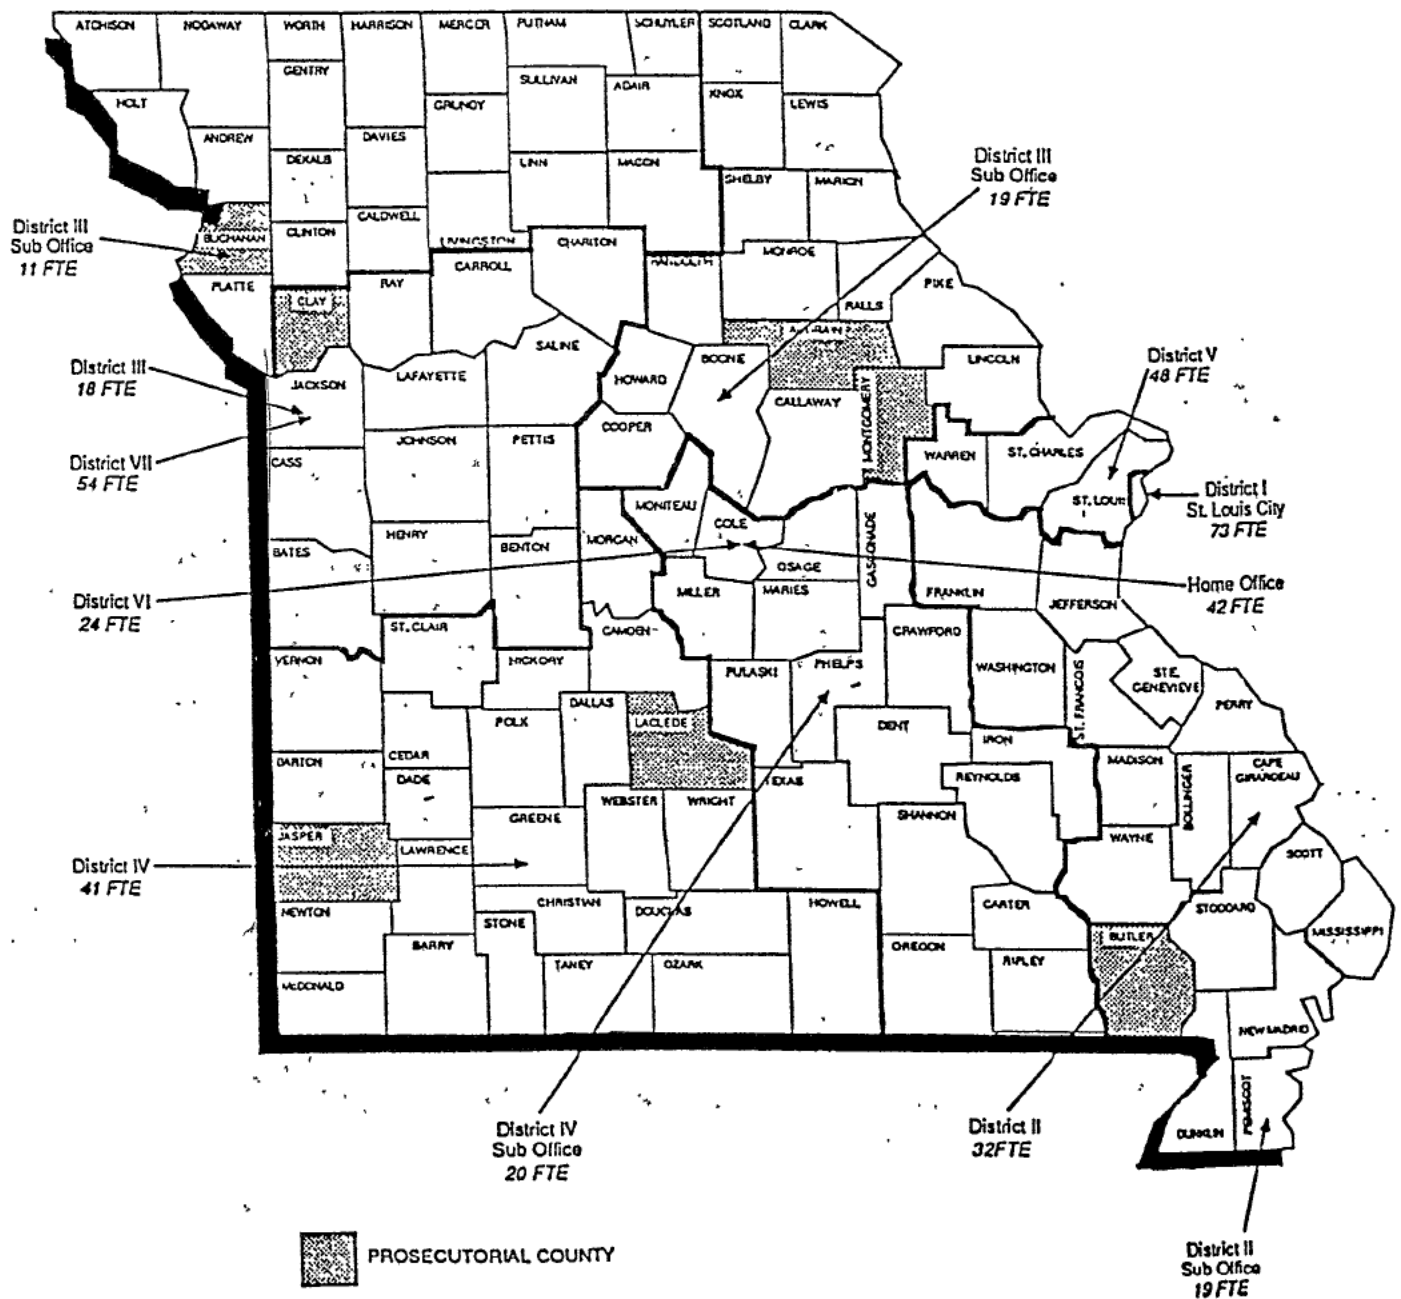 ATCHISON
NODAWAY
WORTH
HARRISON
MERCER
PUTNAM
SCHUYLER
SCOTLAND
CLARK
GENTRY
SULLIVAN
ADAIR
KNOX
HOLT
GRUNDY
LEWIS
ANDREW
DAVIES
DEKALB
LINN
MACON
District III
Sub Office
19 FTE
SHELBY
MARION
CALDWELL
District III
Sub Office
11 FTE
BUCHANAN
CLINTON
LIVINGSTON
CHARITON
MONROE
CARROLL
RANDOLPH
PLATTE
CLAY
RAY
PIKE
RALLS
AUDRAIN
SALINE
BOONE
LINCOLN
District V
48 FTE
District III
18 FTE
JACKSON
LAFAYETTE
HOWARD
CALLAWAY
MONTGOMERY
COOPER
JOHNSON
PETTIS
WARREN
ST. CHARLES
District VII
54 FTE
CASS
MONITEAU
ST. LOUIS
District I
St. Louis City
73 FTE
COLE
HENRY
MORGAN
BATES
BENTON
OSAGE
GASCONADE
Home Office
42 FTE
District VI
24 FTE
MILLER
MARIES
FRANKLIN
JEFFERSON
ST. CLAIR
CAMDEN
CRAWFORD
VERNON
HICKORY
PULASKI
PHELPS
WASHINGTON
ST. FRANCOIS
STE.
GENEVIEVE
DALLAS
LACLEDE
POLK
DENT
PERRY
IRON
CEDAR
BARTON
DADE
TEXAS
REYNOLDS
MADISON
BOLLINGER
CAPE
GIRARDEAU
WEBSTER
WRIGHT
GREENE
SHANNON
JASPER
LAWRENCE
WAYNE
SCOTT
District IV
41 FTE
NEWTON
CHRISTIAN
DOUGLAS
HOWELL
CARTER
STODDARD
STONE
MISSISSIPPI
BARRY
OREGON
BUTLER
TANEY
OZARK
RIPLEY
McDONALD
NEW MADRID
PEMISCOT
DUNKLIN
District IV
Sub Office
20 FTE
District II
32FTE
PROSECUTORIAL COUNTY
District II
Sub Office
19 FTE